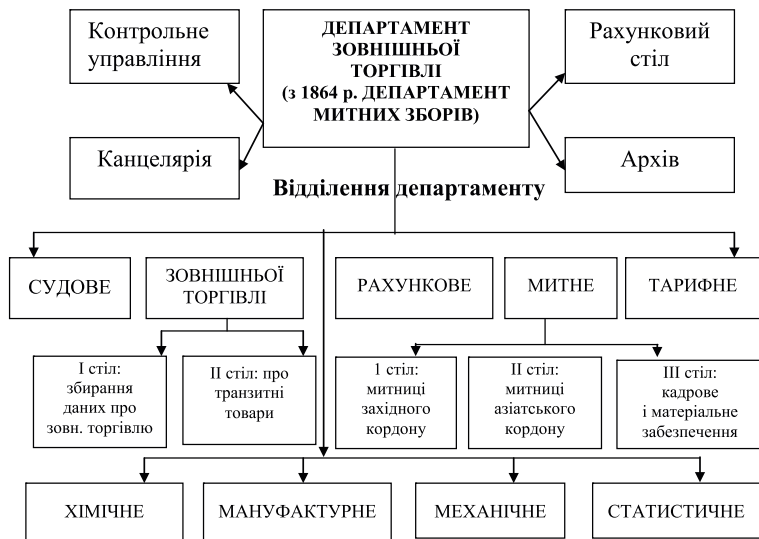 Контрольне
управління
ДЕПАРТАМЕНТ
ЗОВНІШНЬОЇ
ТОРГІВЛІ
(з 1864 р. ДЕПАРТАМЕНТ
МИТНИХ ЗБОРІВ)
Рахунковий
стіл
Канцелярія
Архів
Відділення департаменту
СУДОВЕ
ЗОВНІШНЬОЇ
ТОРГІВЛІ
РАХУНКОВЕ
МИТНЕ
ТАРИФНЕ
І стіл:
збирання
даних про
зовн. торгівлю
ІІ стіл: про
транзитні
товари
1 стіл:
митниці
західного
кордону
ІІ стіл:
митниці
азіатського
кордону
ІІІ стіл:
кадрове
і матеріальне
забезпечення
ХІМІЧНЕ
МАНУФАКТУРНЕ
МЕХАНІЧНЕ
СТАТИСТИЧНЕ